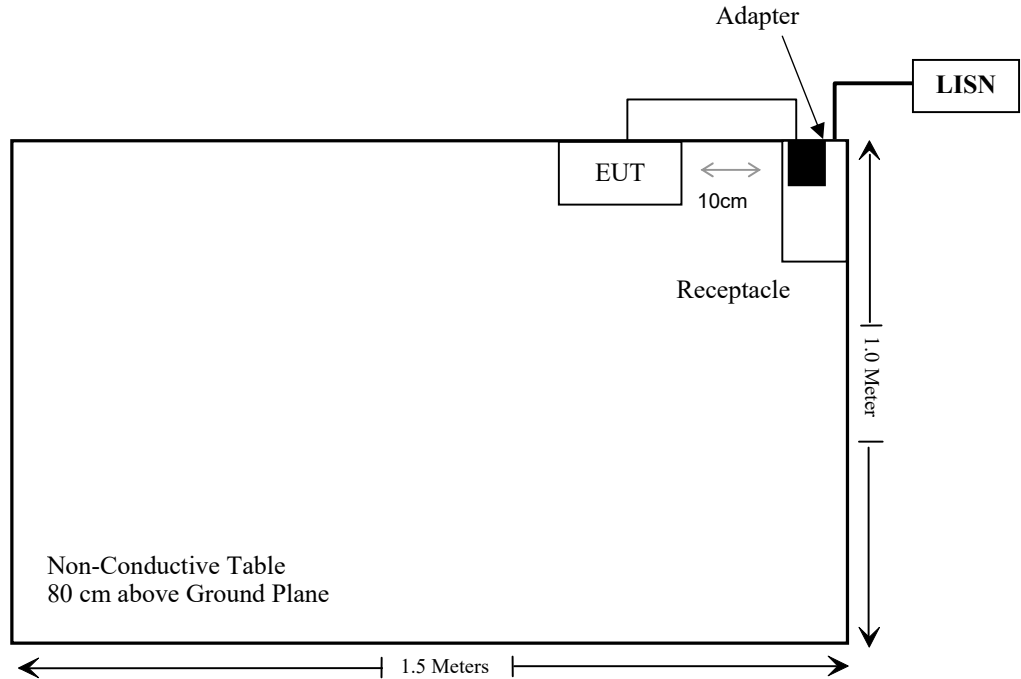 Adapter
LISN
EUT
10cm
Receptacle
1.0 Meter
Non-Conductive Table
80 cm above Ground Plane
1.5 Meters